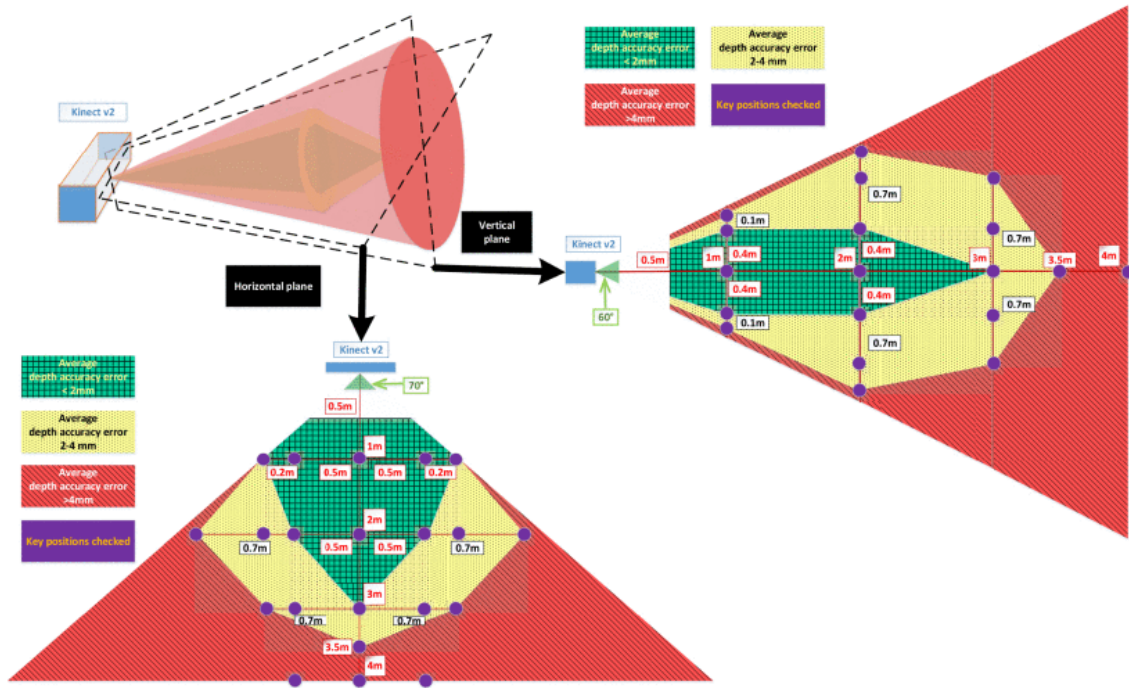 Average
depth accuracy error
< 2mm
Average
depth accuracy error
2-4 mm
Average
depth accuracy error
>4mm
Key positions checked
Kinect v2
Vertical
plane
Horizontal plane
Kinect v2
60°
0.5m
1m
2m
3m
3.5m
4m
0.1m
0.4m
0.4m
0.1m
0.7m
0.4m
0.4m
0.7m
0.7m
0.7m
Kinect v2
70°
0.5m
1m
0.2m
0.5m
0.5m
0.2m
2m
0.7m
0.5m
0.5m
0.7m
3m
0.7m
0.7m
3.5m
4m
Average
depth accuracy error
< 2mm
Average
depth accuracy error
2-4 mm
Average
depth accuracy error
>4mm
Key positions checked